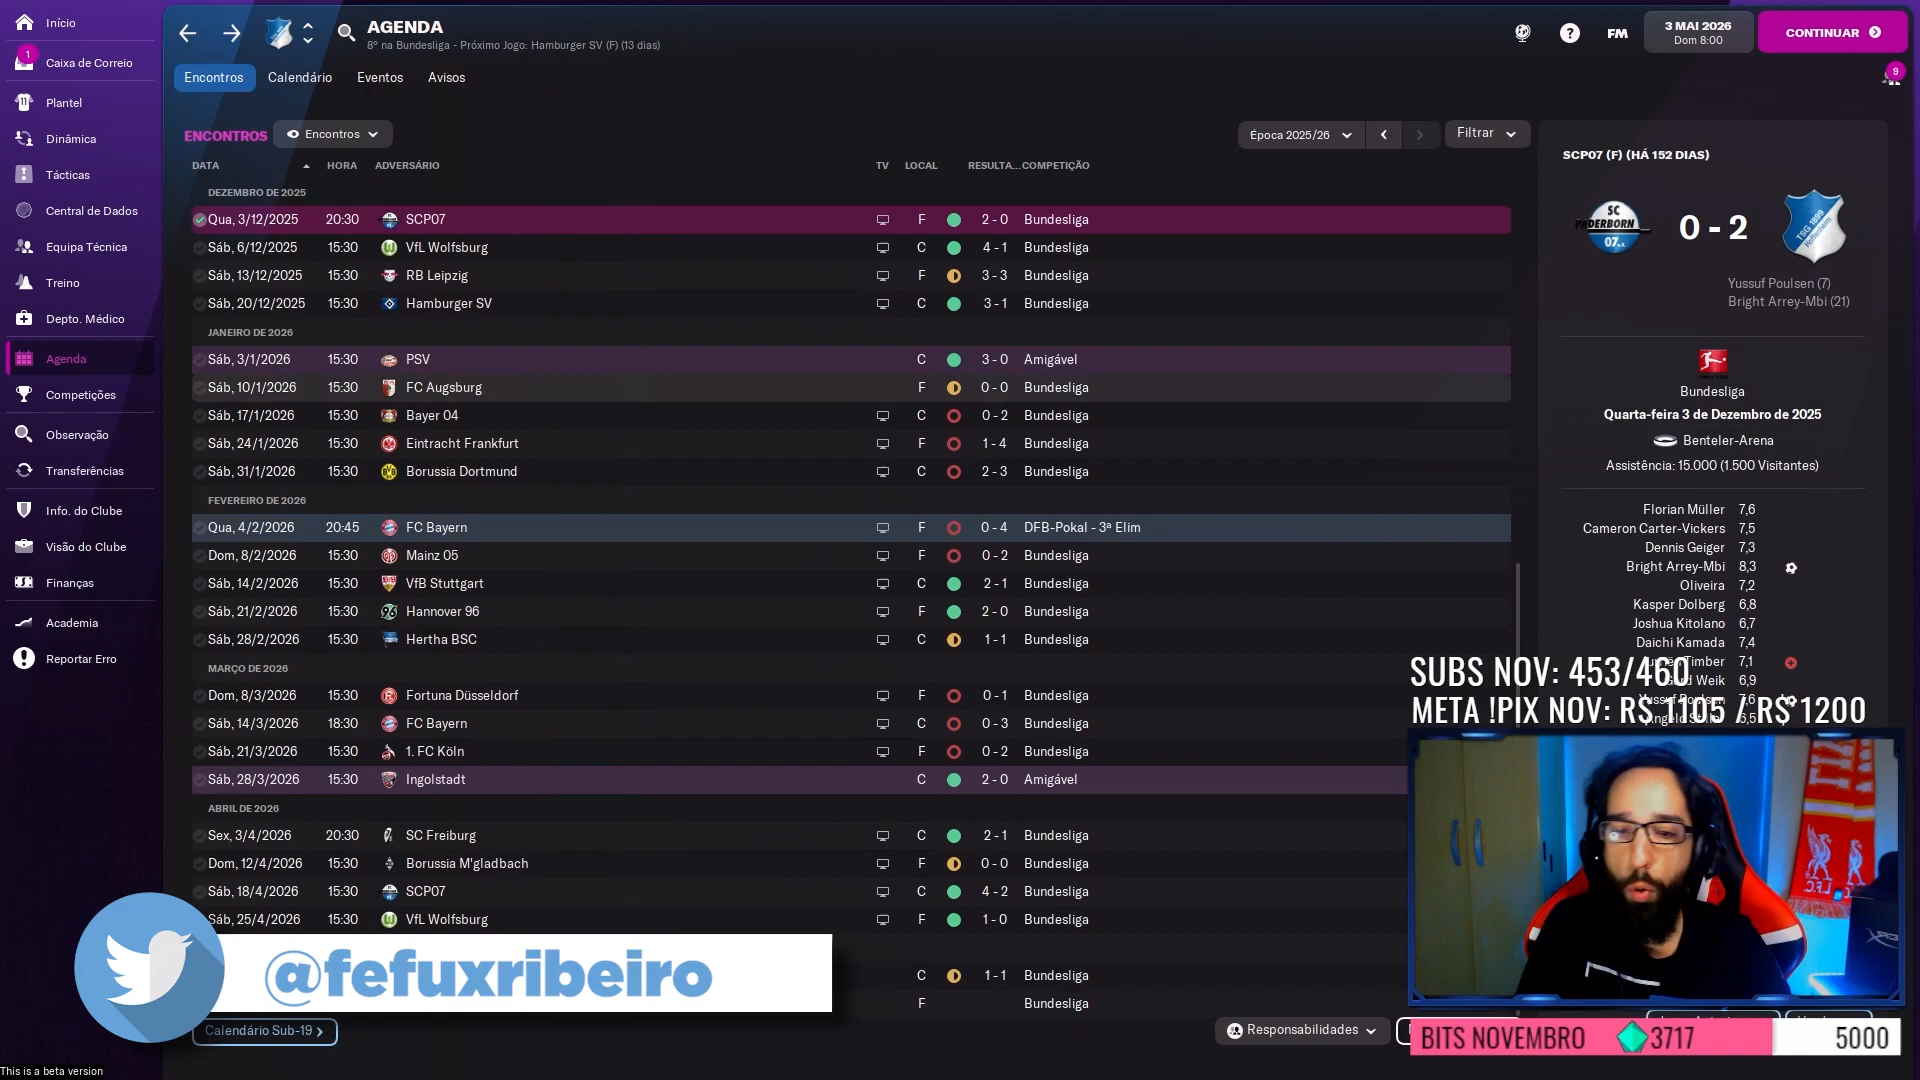 Início
1
Caixa de Correio
Plantel
Dinâmica
Tácticas
Central de Dados
Equipa Técnica
Treino
Depto. Médico
Agenda
Competições
Observação
Transferências
Info. do Clube
Visão do Clube
Finanças
Academia
Reportar Erro
This is a beta version
AGENDA
8º na Bundesliga - Próximo Jogo: Hamburger SV (F) (13 dias)
FM
3 MAI 2026
Dom 8:00
CONTINUAR
9
Encontros Calendário Eventos Avisos
ENCONTROS Encontros
Época 2025/26 Filtrar
DATA HORA ADVERSÁRIO TV LOCAL RESULTA... COMPETIÇÃO
DEZEMBRO DE 2025
Qua, 3/12/2025 20:30 SCP07 F 2 - 0 Bundesliga
Sáb, 6/12/2025 15:30 VfL Wolfsburg C 4 - 1 Bundesliga
Sáb, 13/12/2025 15:30 RB Leipzig F 3 - 3 Bundesliga
Sáb, 20/12/2025 15:30 Hamburger SV C 3 - 1 Bundesliga
JANEIRO DE 2026
Sáb, 3/1/2026 15:30 PSV C 3 - 0 Amigável
Sáb, 10/1/2026 15:30 FC Augsburg F 0 - 0 Bundesliga
Sáb, 17/1/2026 15:30 Bayer 04 C 0 - 2 Bundesliga
Sáb, 24/1/2026 15:30 Eintracht Frankfurt F 1 - 4 Bundesliga
Sáb, 31/1/2026 15:30 Borussia Dortmund C 2 - 3 Bundesliga
FEVEREIRO DE 2026
Qua, 4/2/2026 20:45 FC Bayern F 0 - 4 DFB-Pokal - 3ª Elim
Dom, 8/2/2026 15:30 Mainz 05 F 0 - 2 Bundesliga
Sáb, 14/2/2026 15:30 VfB Stuttgart C 2 - 1 Bundesliga
Sáb, 21/2/2026 15:30 Hannover 96 F 2 - 0 Bundesliga
Sáb, 28/2/2026 15:30 Hertha BSC C 1 - 1 Bundesliga
MARÇO DE 2026
Dom, 8/3/2026 15:30 Fortuna Düsseldorf F 0 - 1 Bundesliga
Sáb, 14/3/2026 18:30 FC Bayern C 0 - 3 Bundesliga
Sáb, 21/3/2026 15:30 1. FC Köln F 0 - 2 Bundesliga
Sáb, 28/3/2026 15:30 Ingolstadt C 2 - 0 Amigável
ABRIL DE 2026
Sex, 3/4/2026 20:30 SC Freiburg C 2 - 1 Bundesliga
Dom, 12/4/2026 15:30 Borussia M'gladbach F 0 - 0 Bundesliga
Sáb, 18/4/2026 15:30 SCP07 C 4 - 2 Bundesliga
Sáb, 25/4/2026 15:30 VfL Wolfsburg F 1 - 0 Bundesliga
C 1 - 1 Bundesliga
F Bundesliga
@fefuxribeiro
Calendário Sub-19
Responsabilidades
SCP07 (F) (HÁ 152 DIAS)
SC PADERBORN 07
0 - 2
TSG 1899 Hoffenheim
Yussuf Poulsen (7)
Bright Arrey-Mbi (21)
Bundesliga
Quarta-feira 3 de Dezembro de 2025
Benteler-Arena
Assistência: 15.000 (1.500 Visitantes)
Florian Müller 7,6
Cameron Carter-Vickers 7,5
Dennis Geiger 7,3
Bright Arrey-Mbi 8,3
Oliveira 7,2
Kasper Dolberg 6,8
Joshua Kitolano 6,7
Daichi Kamada 7,4
Timber 7,1
Weik 6,9
7,6
6,5
SUBS NOV: 453/460
META !PIX NOV: R$ 1105 / R$ 1200
BITS NOVEMBRO 3717 5000